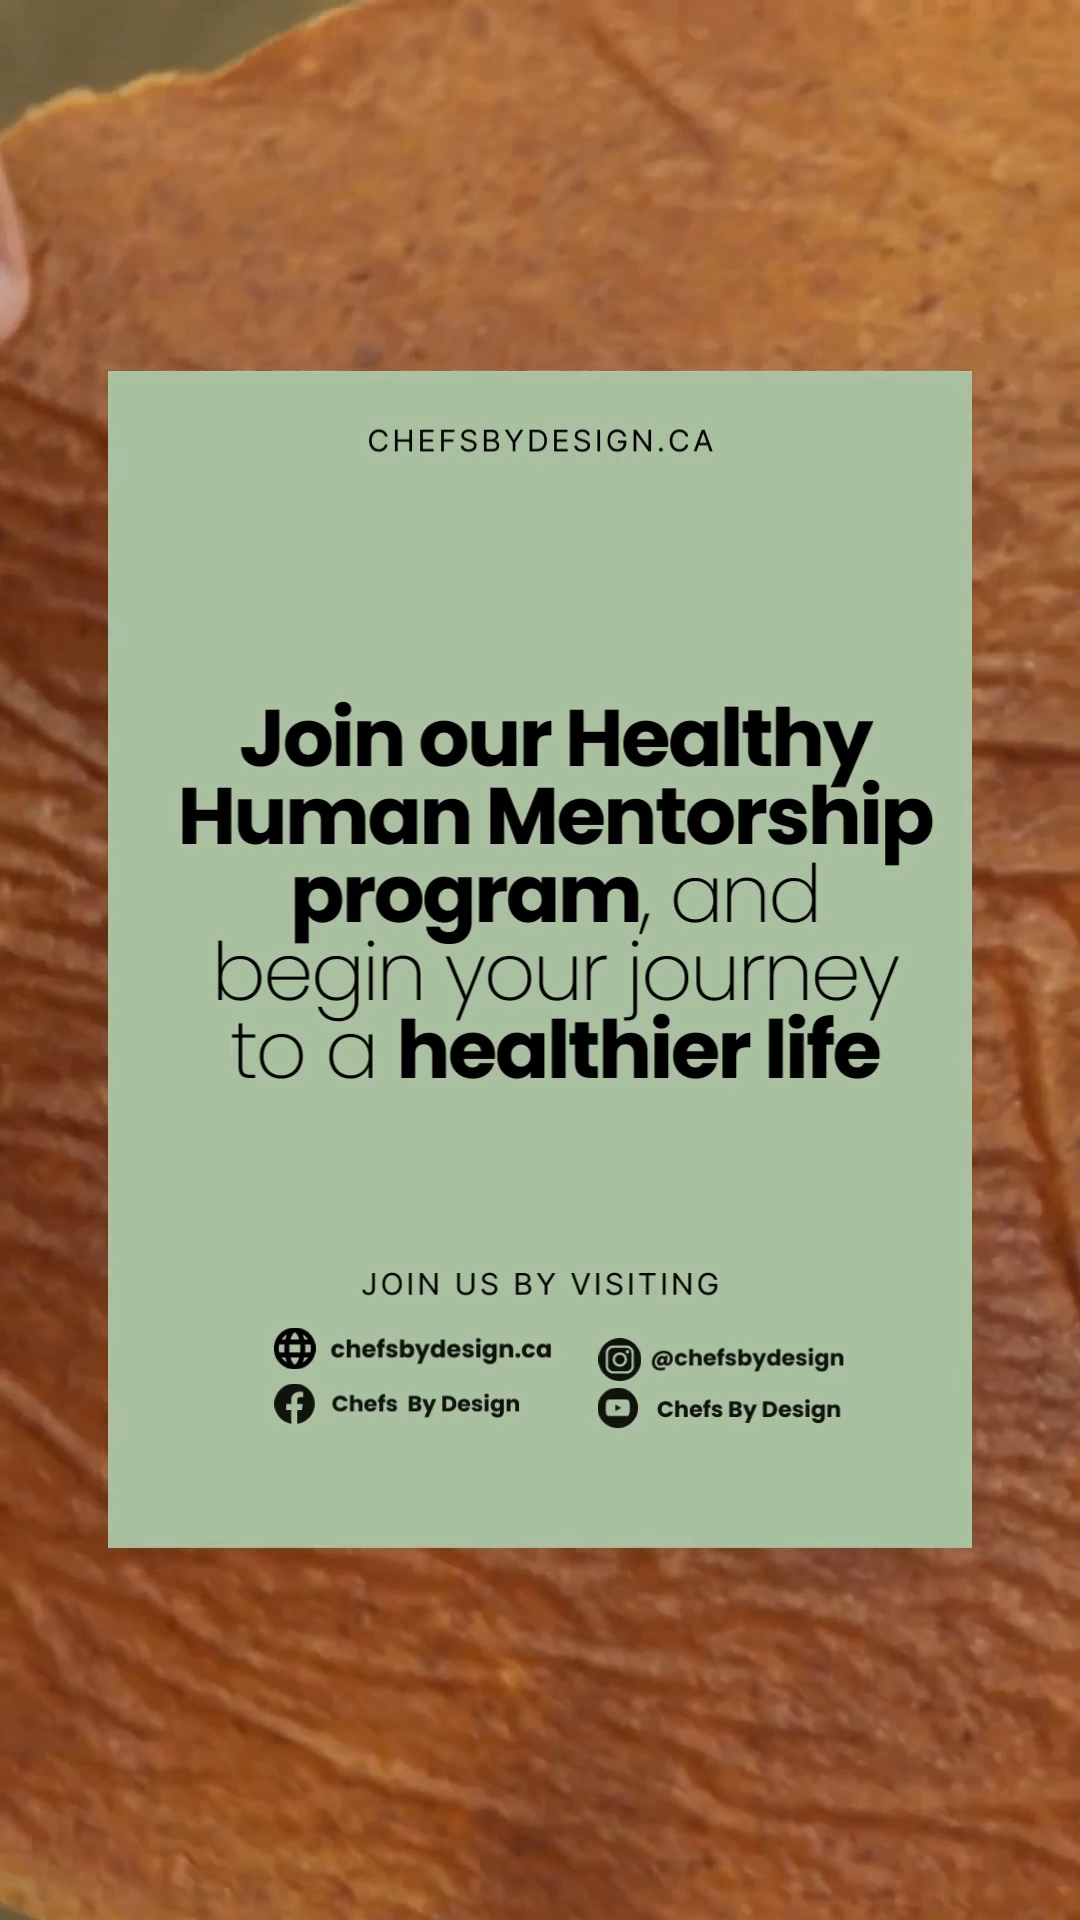 CHEFSBYDESIGN.CA
Join our Healthy
Human Mentorship
program, and
begin your journey
to a healthier life
JOIN US BY VISITING
chefsbydesign.ca
@chefsbydesign
Chefs By Design
Chefs By Design